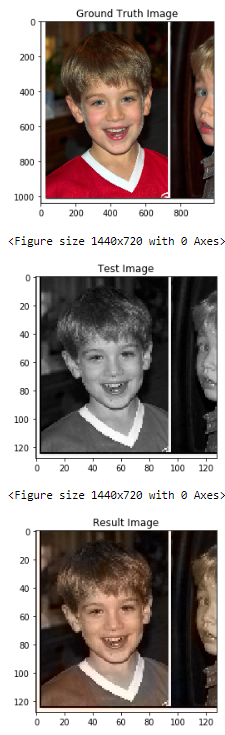 Ground Truth Image
0
200
400
600
800
1000
0 200 400 600 800
<Figure size 1440x720 with 0 Axes>
Test Image
0
20
40
60
80
100
120
0 20 40 60 80 100 120
<Figure size 1440x720 with 0 Axes>
Result Image
0
20
40
60
80
100
120
0 20 40 60 80 100 120